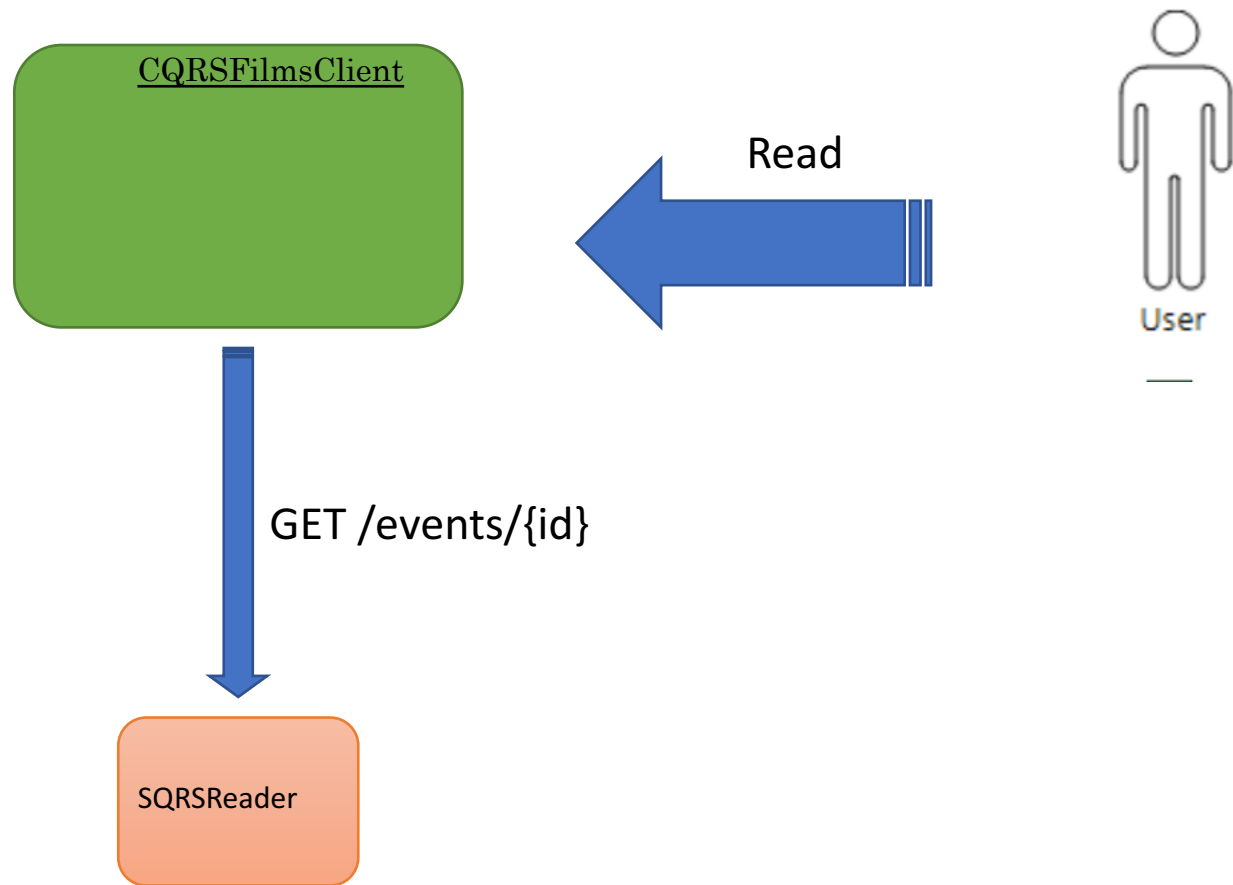 CQRSFilmsClient
Read
User
GET /events/{id}
SQRSReader